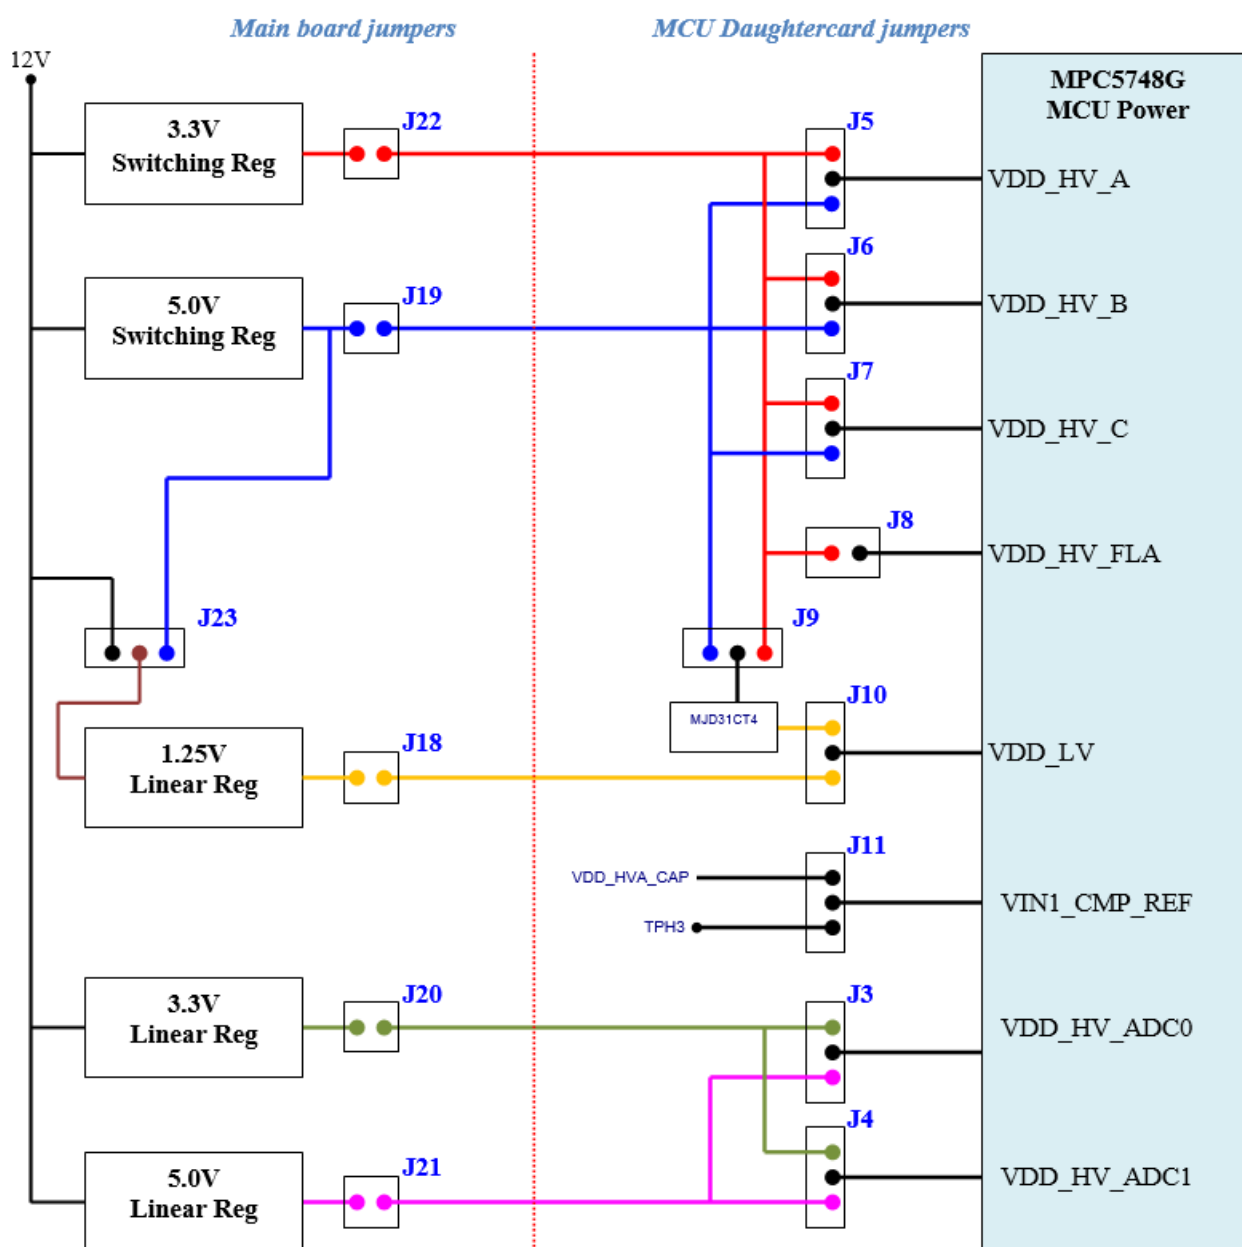 Main board jumpers
MCU Daughtercard jumpers
12V
MPC5748G
MCU Power
3.3V
Switching Reg
J22
J5
VDD_HV_A
J6
5.0V
Switching Reg
J19
VDD_HV_B
J7
VDD_HV_C
J8
VDD_HV_FLA
J23
J9
J10
MJD31CT4
1.25V
Linear Reg
J18
VDD_LV
J11
VDD_HVA_CAP
VIN1_CMP_REF
TPH3
3.3V
Linear Reg
J20
J3
VDD_HV_ADC0
J4
5.0V
Linear Reg
J21
VDD_HV_ADC1